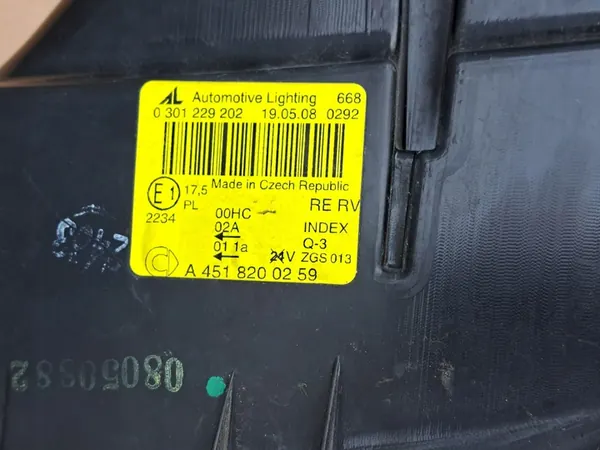 AL Automotive Lighting 668
0 301 229 202 19.05.08 0292
E1 17,5 Made in Czech Republic
PL RE RV
2234 00HC
02A INDEX
01 1a Q-3
24V ZGS 013
A 451 820 02 59
08050882